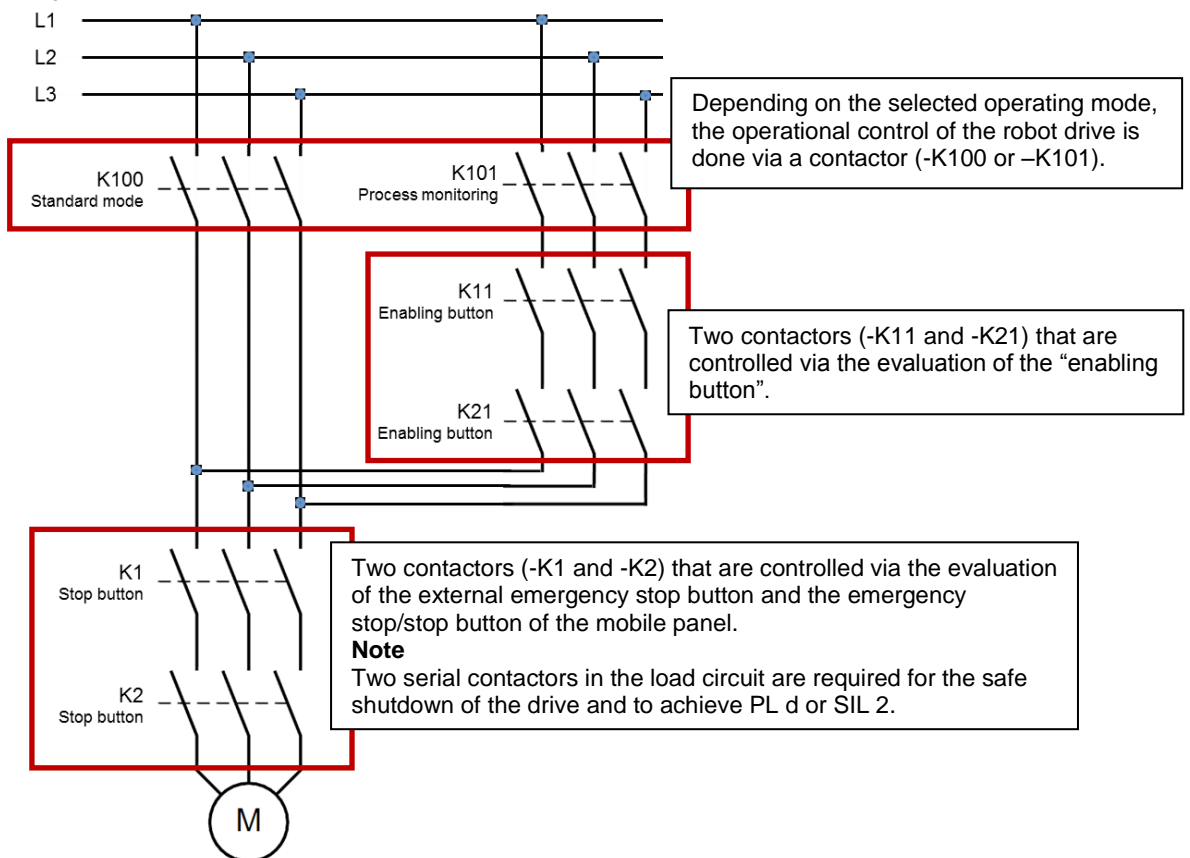 L1
L2
L3
Depending on the selected operating mode,
the operational control of the robot drive is
done via a contactor (-K100 or –K101).
K100
Standard mode
K101
Process monitoring
K11
Enabling button
Two contactors (-K11 and -K21) that are
controlled via the evaluation of the “enabling
button”.
K21
Enabling button
K1
Stop button
Two contactors (-K1 and -K2) that are controlled via the evaluation
of the external emergency stop button and the emergency
stop/stop button of the mobile panel.
Note
Two serial contactors in the load circuit are required for the safe
shutdown of the drive and to achieve PL d or SIL 2.
K2
Stop button
M